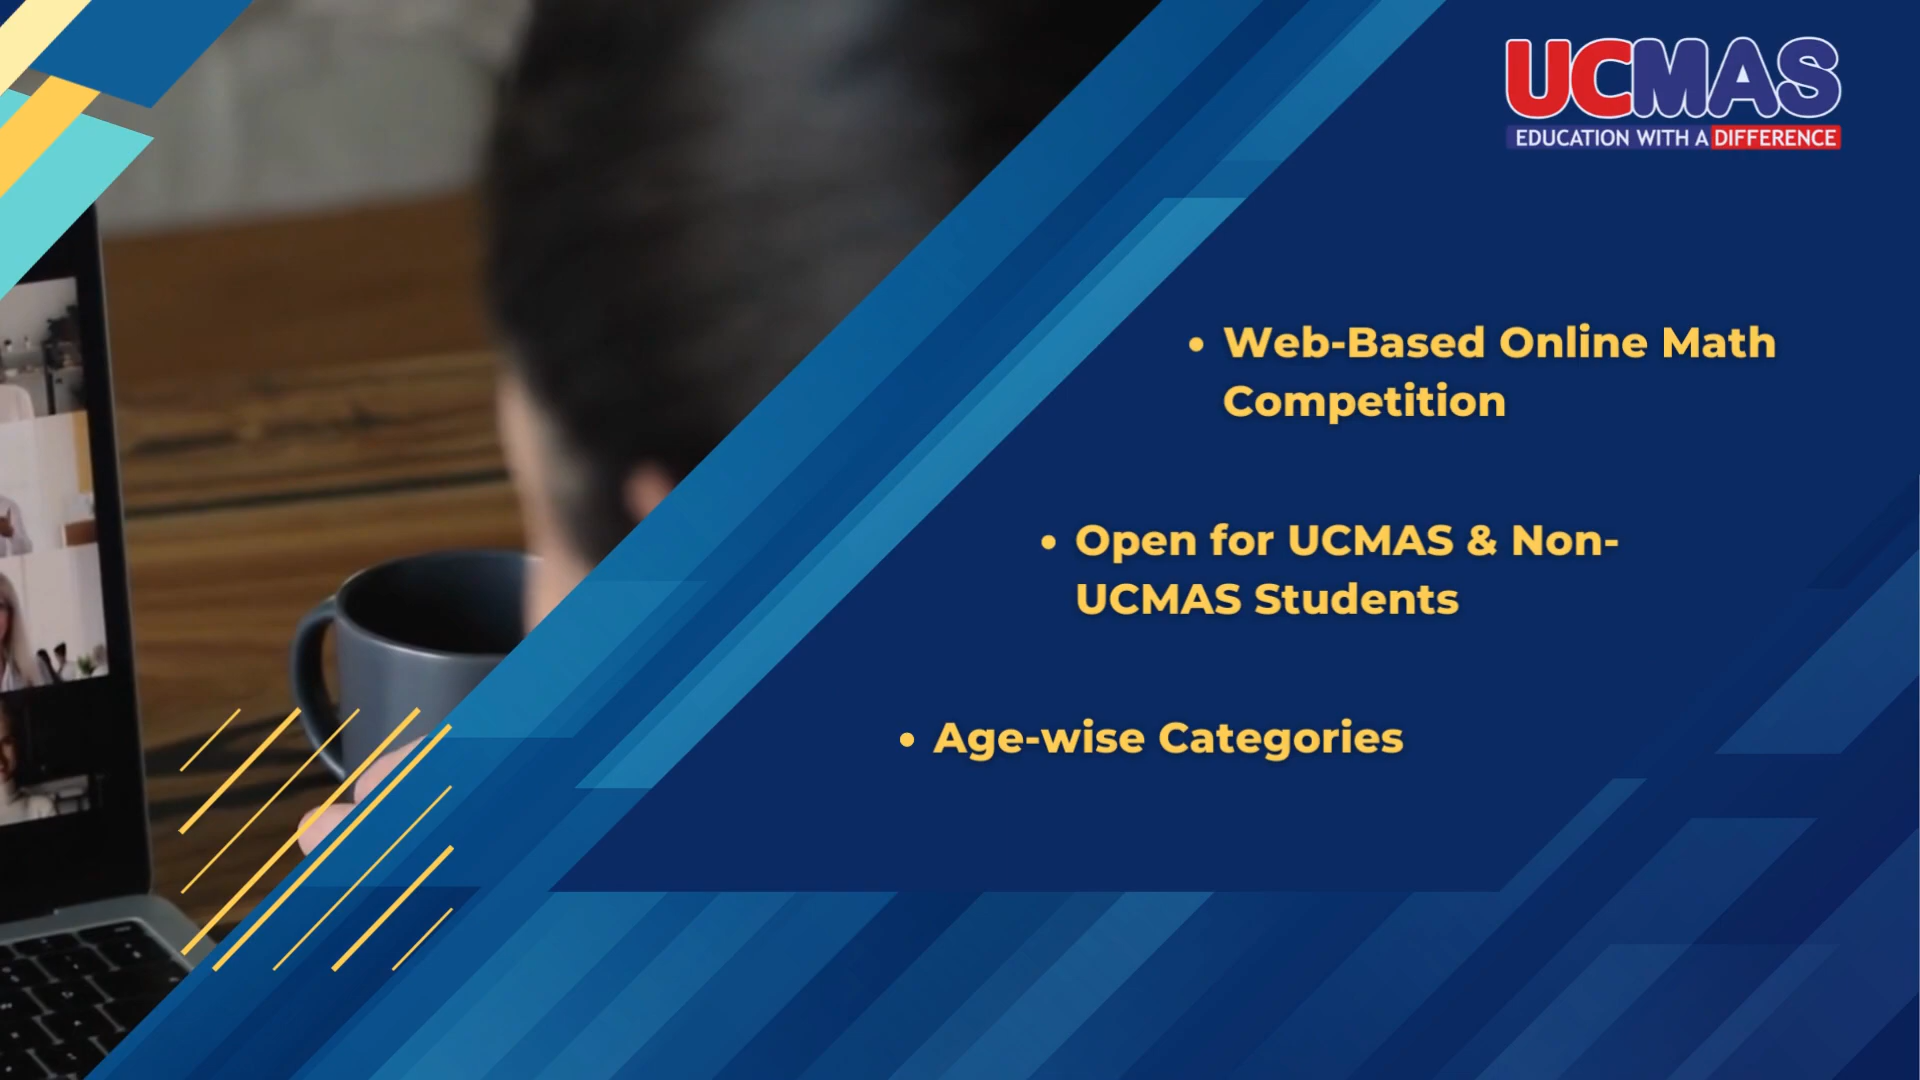 UCMAS
EDUCATION WITH A DIFFERENCE
• Web-Based Online Math
Competition
• Open for UCMAS & Non-
UCMAS Students
• Age-wise Categories